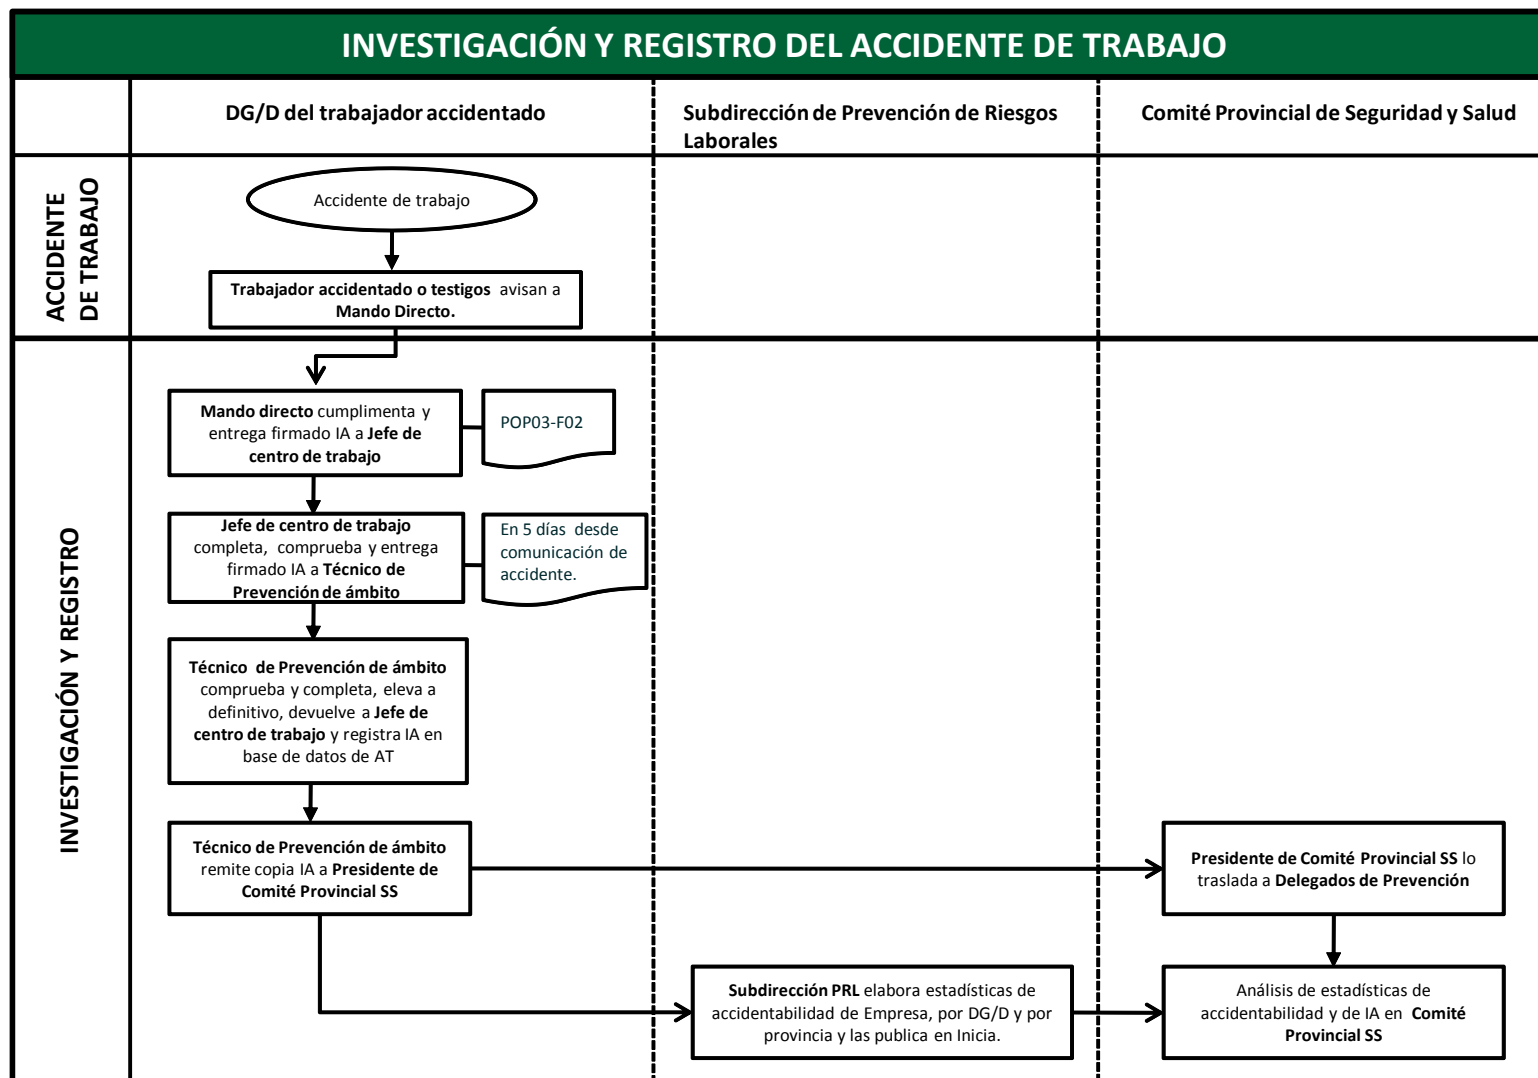 INVESTIGACIÓN Y REGISTRO DEL ACCIDENTE DE TRABAJO
DG/D del trabajador accidentado
Subdirección de Prevención de Riesgos
Laborales
Comité Provincial de Seguridad y Salud
ACCIDENTE
DE TRABAJO
Accidente de trabajo
Trabajador accidentado o testigos avisan a
Mando Directo.
INVESTIGACIÓN Y REGISTRO
Mando directo cumplimenta y
entrega firmado IA a Jefe de
centro de trabajo
POP03-F02
Jefe de centro de trabajo
completa, comprueba y entrega
firmado IA a Técnico de
Prevención de ámbito
En 5 días desde
comunicación de
accidente.
Técnico de Prevención de ámbito
comprueba y completa, eleva a
definitivo, devuelve a Jefe de
centro de trabajo y registra IA en
base de datos de AT
Técnico de Prevención de ámbito
remite copia IA a Presidente de
Comité Provincial SS
Presidente de Comité Provincial SS lo
traslada a Delegados de Prevención
Subdirección PRL elabora estadísticas de
accidentabilidad de Empresa, por DG/D y por
provincia y las publica en Inicia.
Análisis de estadísticas de
accidentabilidad y de IA en Comité
Provincial SS